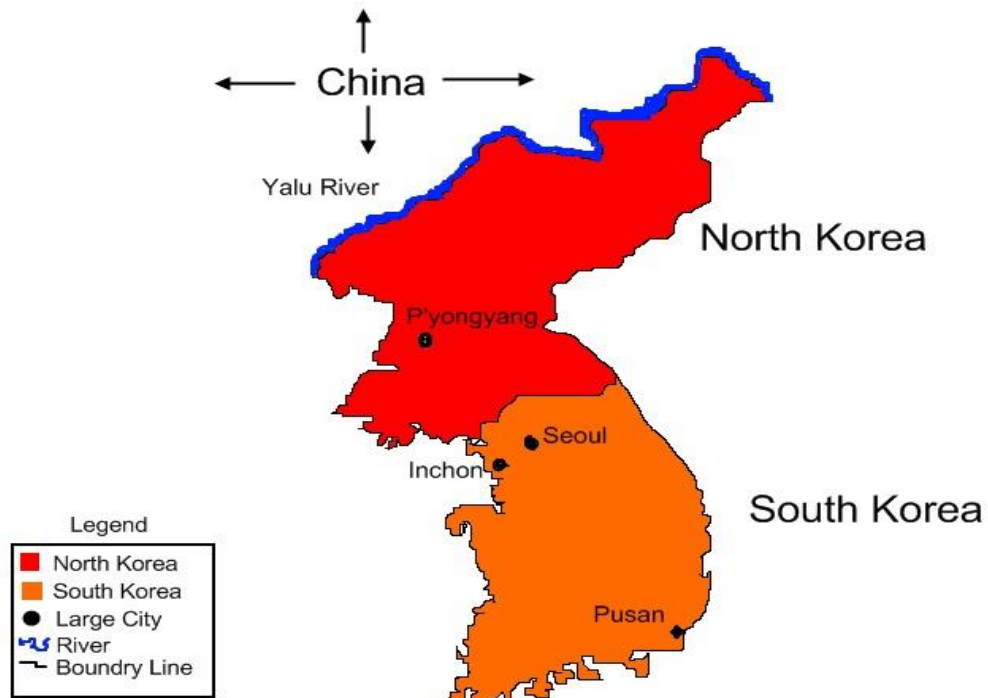 China
Yalu River
North Korea
P'yongyang
Seoul
Inchon
South Korea
Pusan
Legend
North Korea
South Korea
Large City
River
Boundry Line